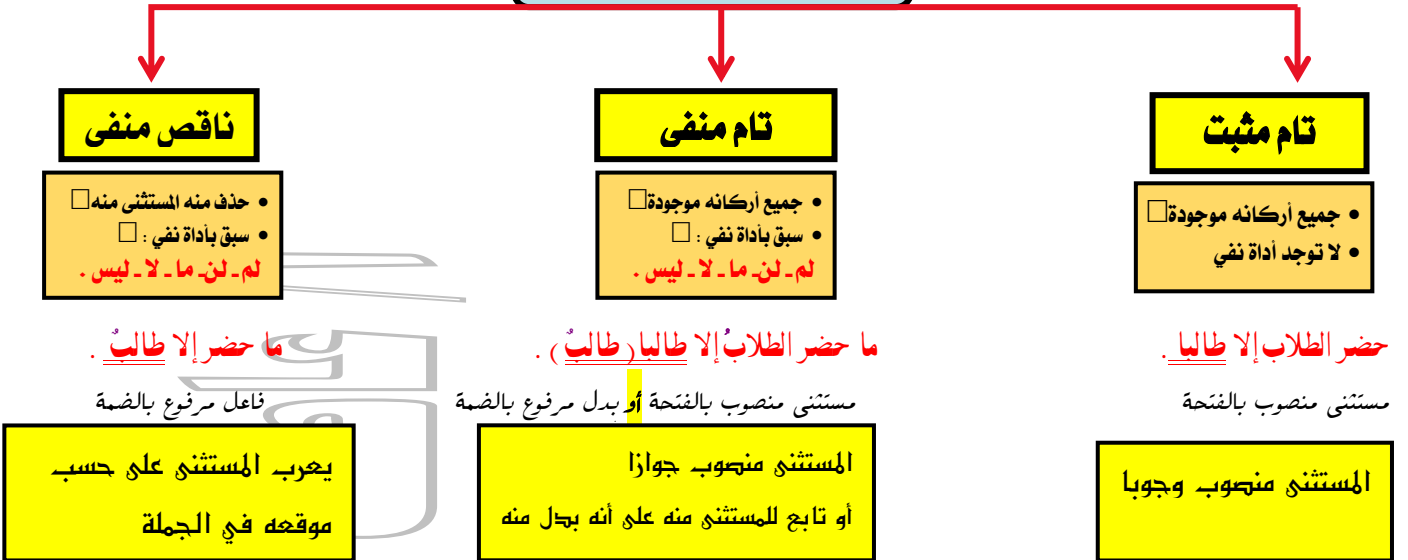 تام مثبت
• جميع أركانه موجودة
• لا توجد أداة نفي
حضر الطلاب إلا طالبا .
مستثنى منصوب بالفتحة
المستثنى منصوب وجوبا
تام منفى
• جميع أركانه موجودة
• سبق بأداة نفي :
لم ـ لن ـ ما ـ لا ـ ليس .
ما حضر الطلابُ إلا طالبا ( طالبٌ ) .
مستثنى منصوب بالفتحة أو بدل مرفوع بالضمة
المستثنى منصوب جوازا
أو تابع للمستثنى منه على أنه بدل منه
ناقص منفى
• حذف منه المستثنى منه
• سبق بأداة نفي :
لم ـ لن ـ ما ـ لا ـ ليس .
ما حضر إلا طالبٌ .
فاعل مرفوع بالضمة
يعرب المستثنى على حسب
موقعه في الجملة